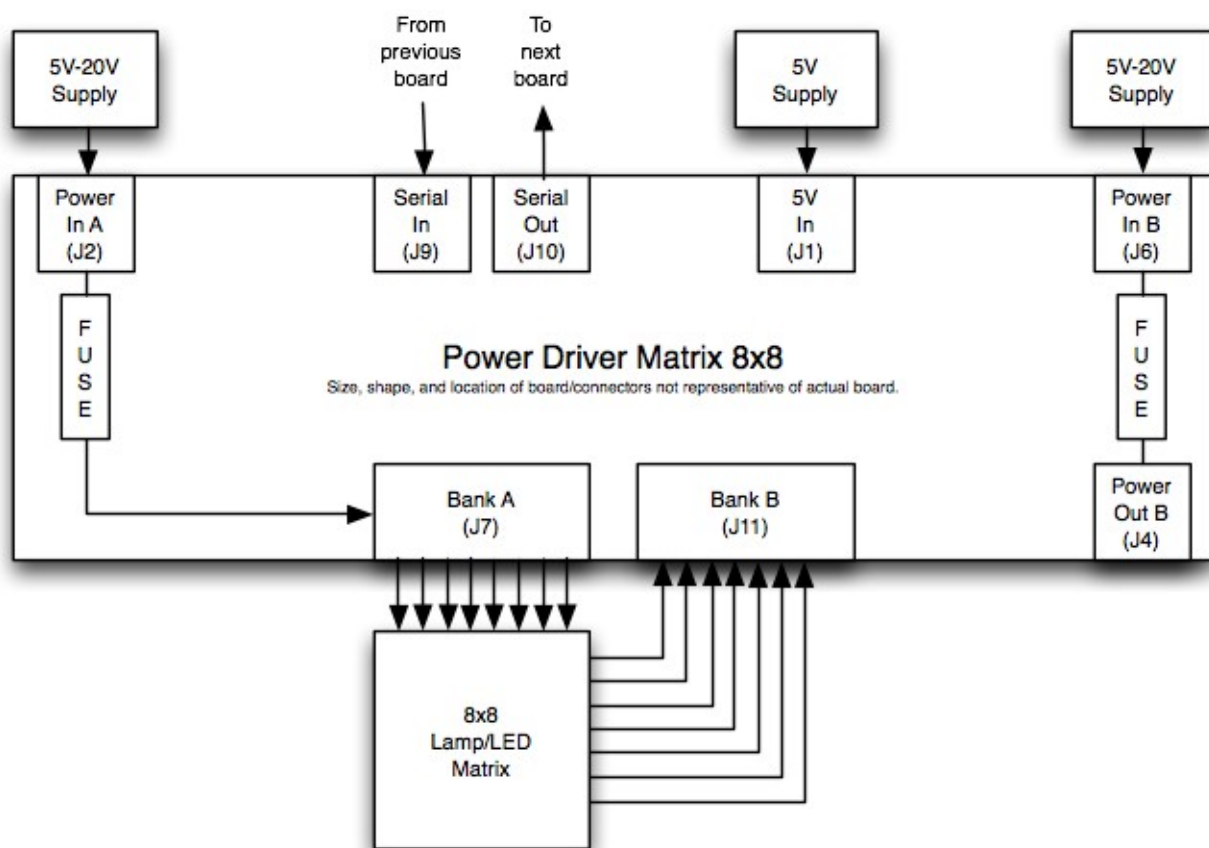 5V-20V
Supply
From
previous
board
To
next
board
5V
Supply
5V-20V
Supply
Power
In A
(J2)
Serial
In
(J9)
Serial
Out
(J10)
5V
In
(J1)
Power
In B
(J6)
F
U
S
E
F
U
S
E
Power Driver Matrix 8x8
Size, shape, and location of board/connectors not representative of actual board.
Bank A
(J7)
Bank B
(J11)
Power
Out B
(J4)
8x8
Lamp/LED
Matrix